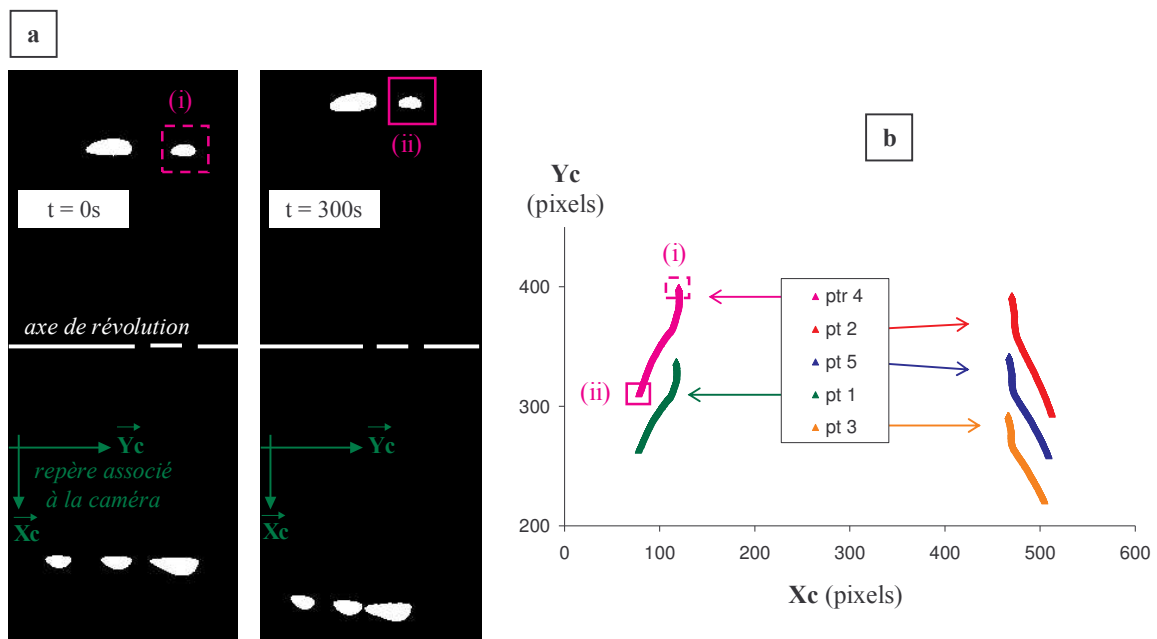 a
(i)
(ii)
t = 0s
t = 300s
axe de révolution
Yc
Yc
repère associé
à la caméra
Xc
Xc
b
Yc
(pixels)
(i)
400
ptr 4
pt 2
pt 5
pt 1
pt 3
(ii)
300
200
0
100
200
300
400
500
600
Xc (pixels)